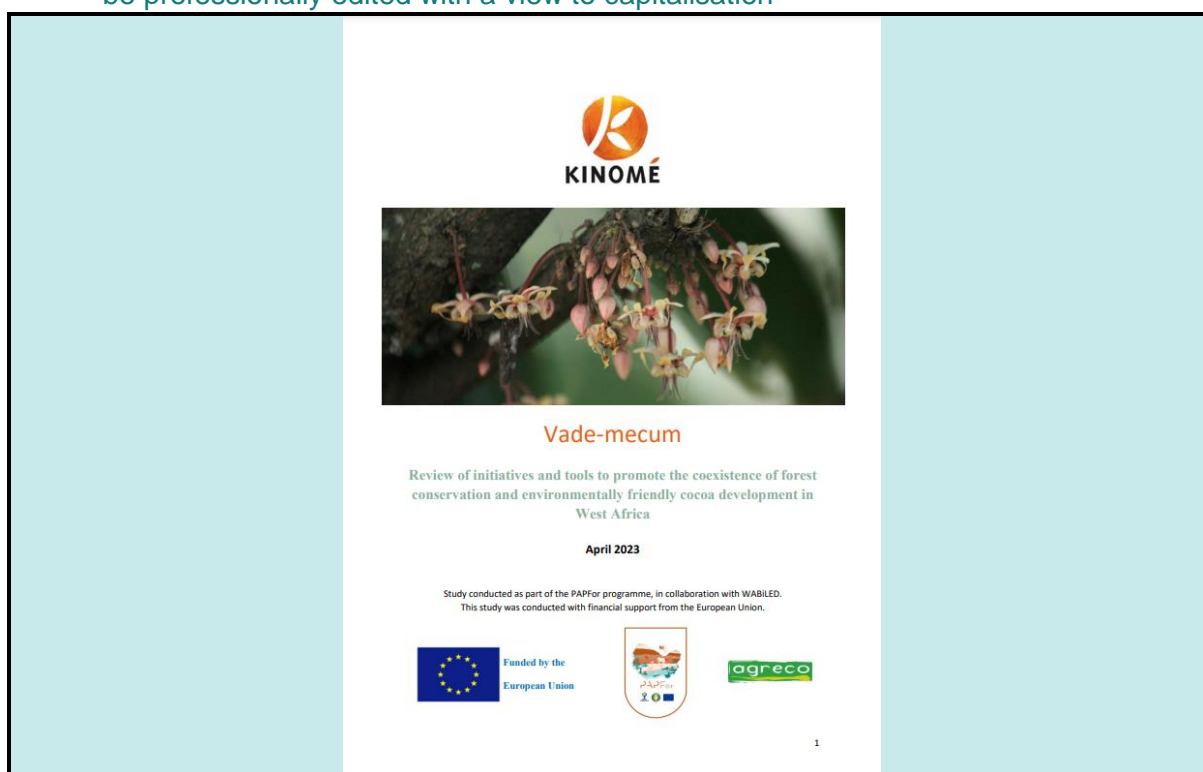 be professionally edited with a view to capitalisation
KINOMÉ
Vade-mecum
Review of initiatives and tools to promote the coexistence of forest
conservation and environmentally friendly cocoa development in
West Africa
April 2023
Study conducted as part of the PAPFor programme, in collaboration with WABiLED.
This study was conducted with financial support from the European Union.
Funded by the
European Union
PAPFor
agreco
1